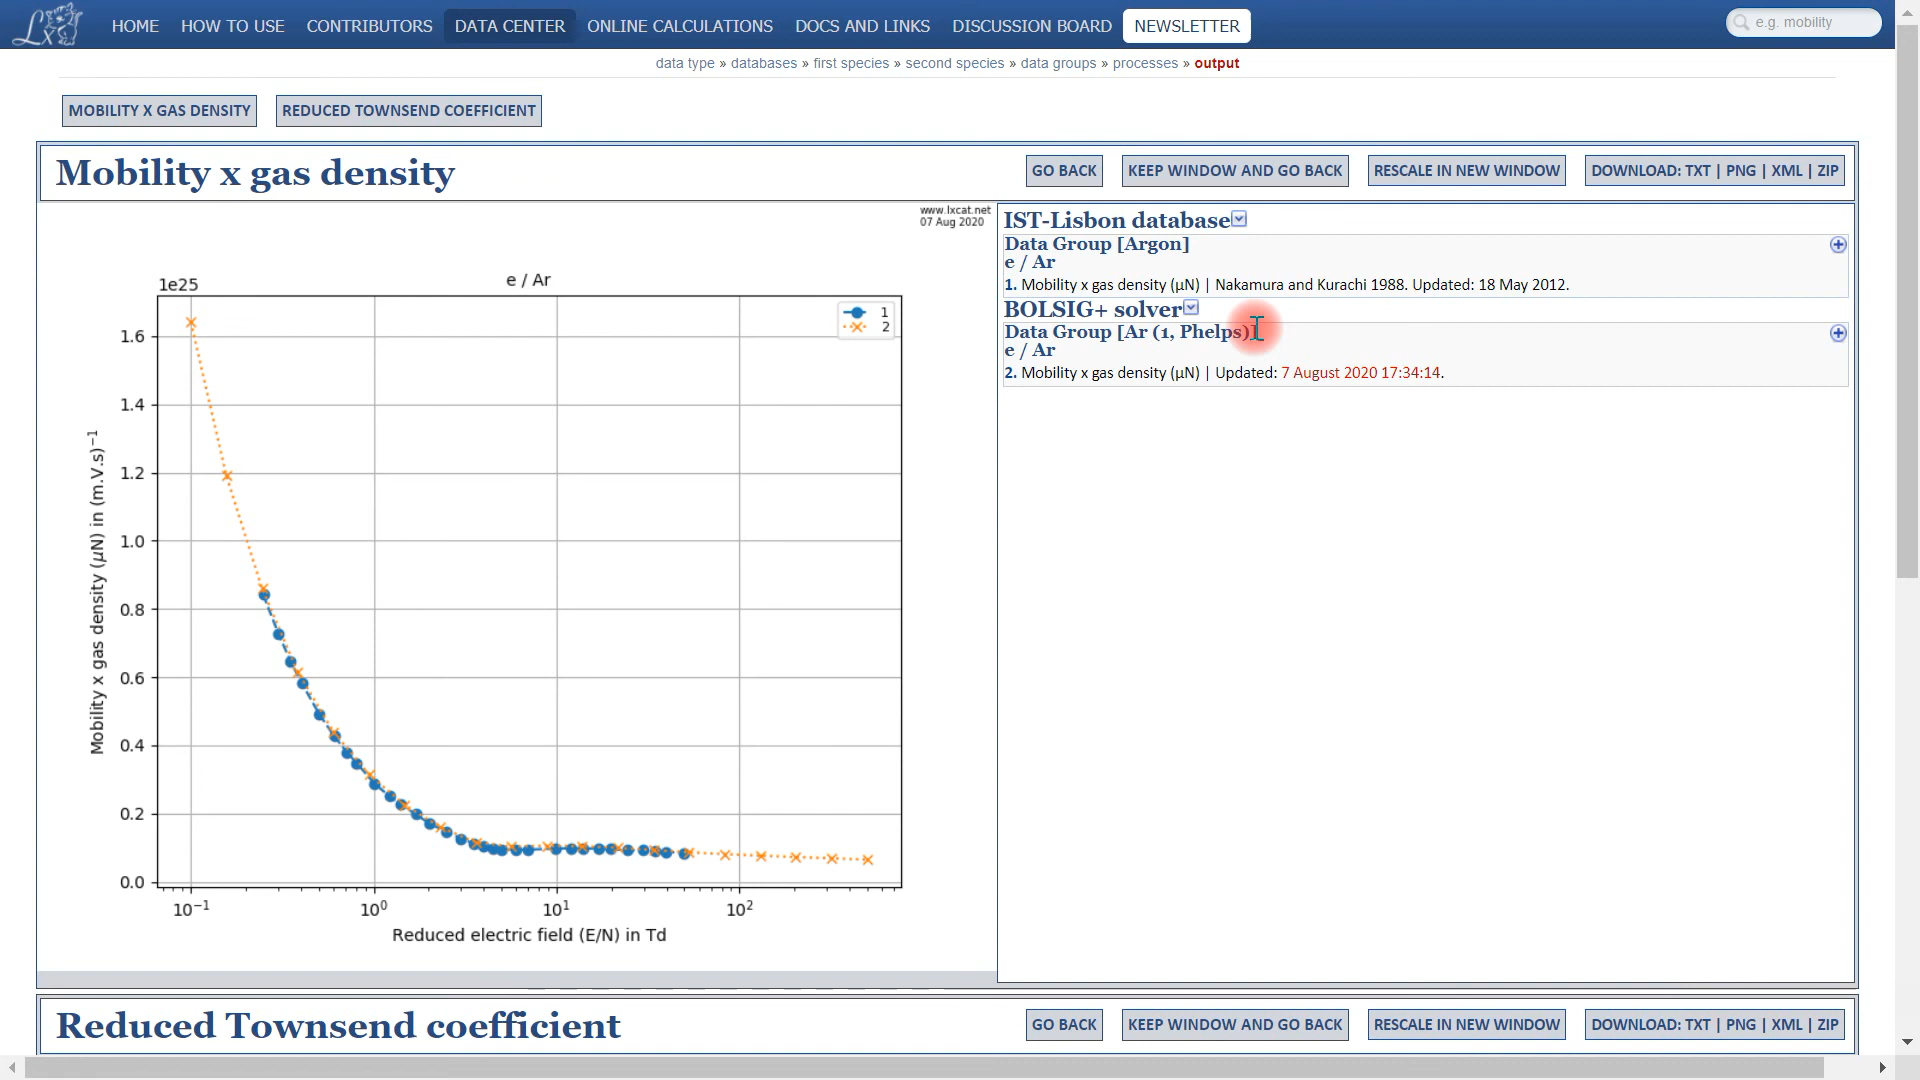 Lx
HOME HOW TO USE CONTRIBUTORS DATA CENTER ONLINE CALCULATIONS DOCS AND LINKS DISCUSSION BOARD NEWSLETTER e.g. mobility
data type » databases » first species » second species » data groups » processes » output
MOBILITY X GAS DENSITY REDUCED TOWNSEND COEFFICIENT
Mobility x gas density GO BACK KEEP WINDOW AND GO BACK RESCALE IN NEW WINDOW DOWNLOAD: TXT | PNG | XML | ZIP
www.lxcat.net
07 Aug 2020
e / Ar
1e25
1
2
1.6
1.4
1.2
1.0
0.8
0.6
0.4
0.2
0.0
Mobility x gas density (μN) in (m.V.s)⁻¹
10⁻¹ 10⁰ 10¹ 10²
Reduced electric field (E/N) in Td
IST-Lisbon database
Data Group [Argon]
e / Ar
1. Mobility x gas density (μN) | Nakamura and Kurachi 1988. Updated: 18 May 2012.
BOLSIG+ solver
Data Group [Ar (1, Phelps)]
e / Ar
2. Mobility x gas density (μN) | Updated: 7 August 2020 17:34:14.
Reduced Townsend coefficient GO BACK KEEP WINDOW AND GO BACK RESCALE IN NEW WINDOW DOWNLOAD: TXT | PNG | XML | ZIP